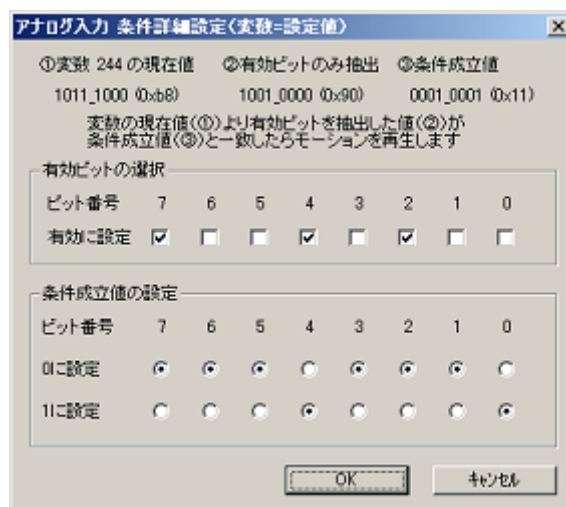 アナログ入力 条件詳細設定(変数=設定値)
①変数 244 の現在値 ②有効ビットのみ抽出 ③条件成立値
1011_1000 (0xb8) 1001_0000 (0x90) 0001_0001 (0x11)
変数の現在値(①)より有効ビットを抽出した値(②)が
条件成立値(③)と一致したらモーションを再生します
有効ビットの選択
ビット番号 7 6 5 4 3 2 1 0
有効に設定
条件成立値の設定
ビット番号 7 6 5 4 3 2 1 0
0に設定
1に設定
OK キャンセル